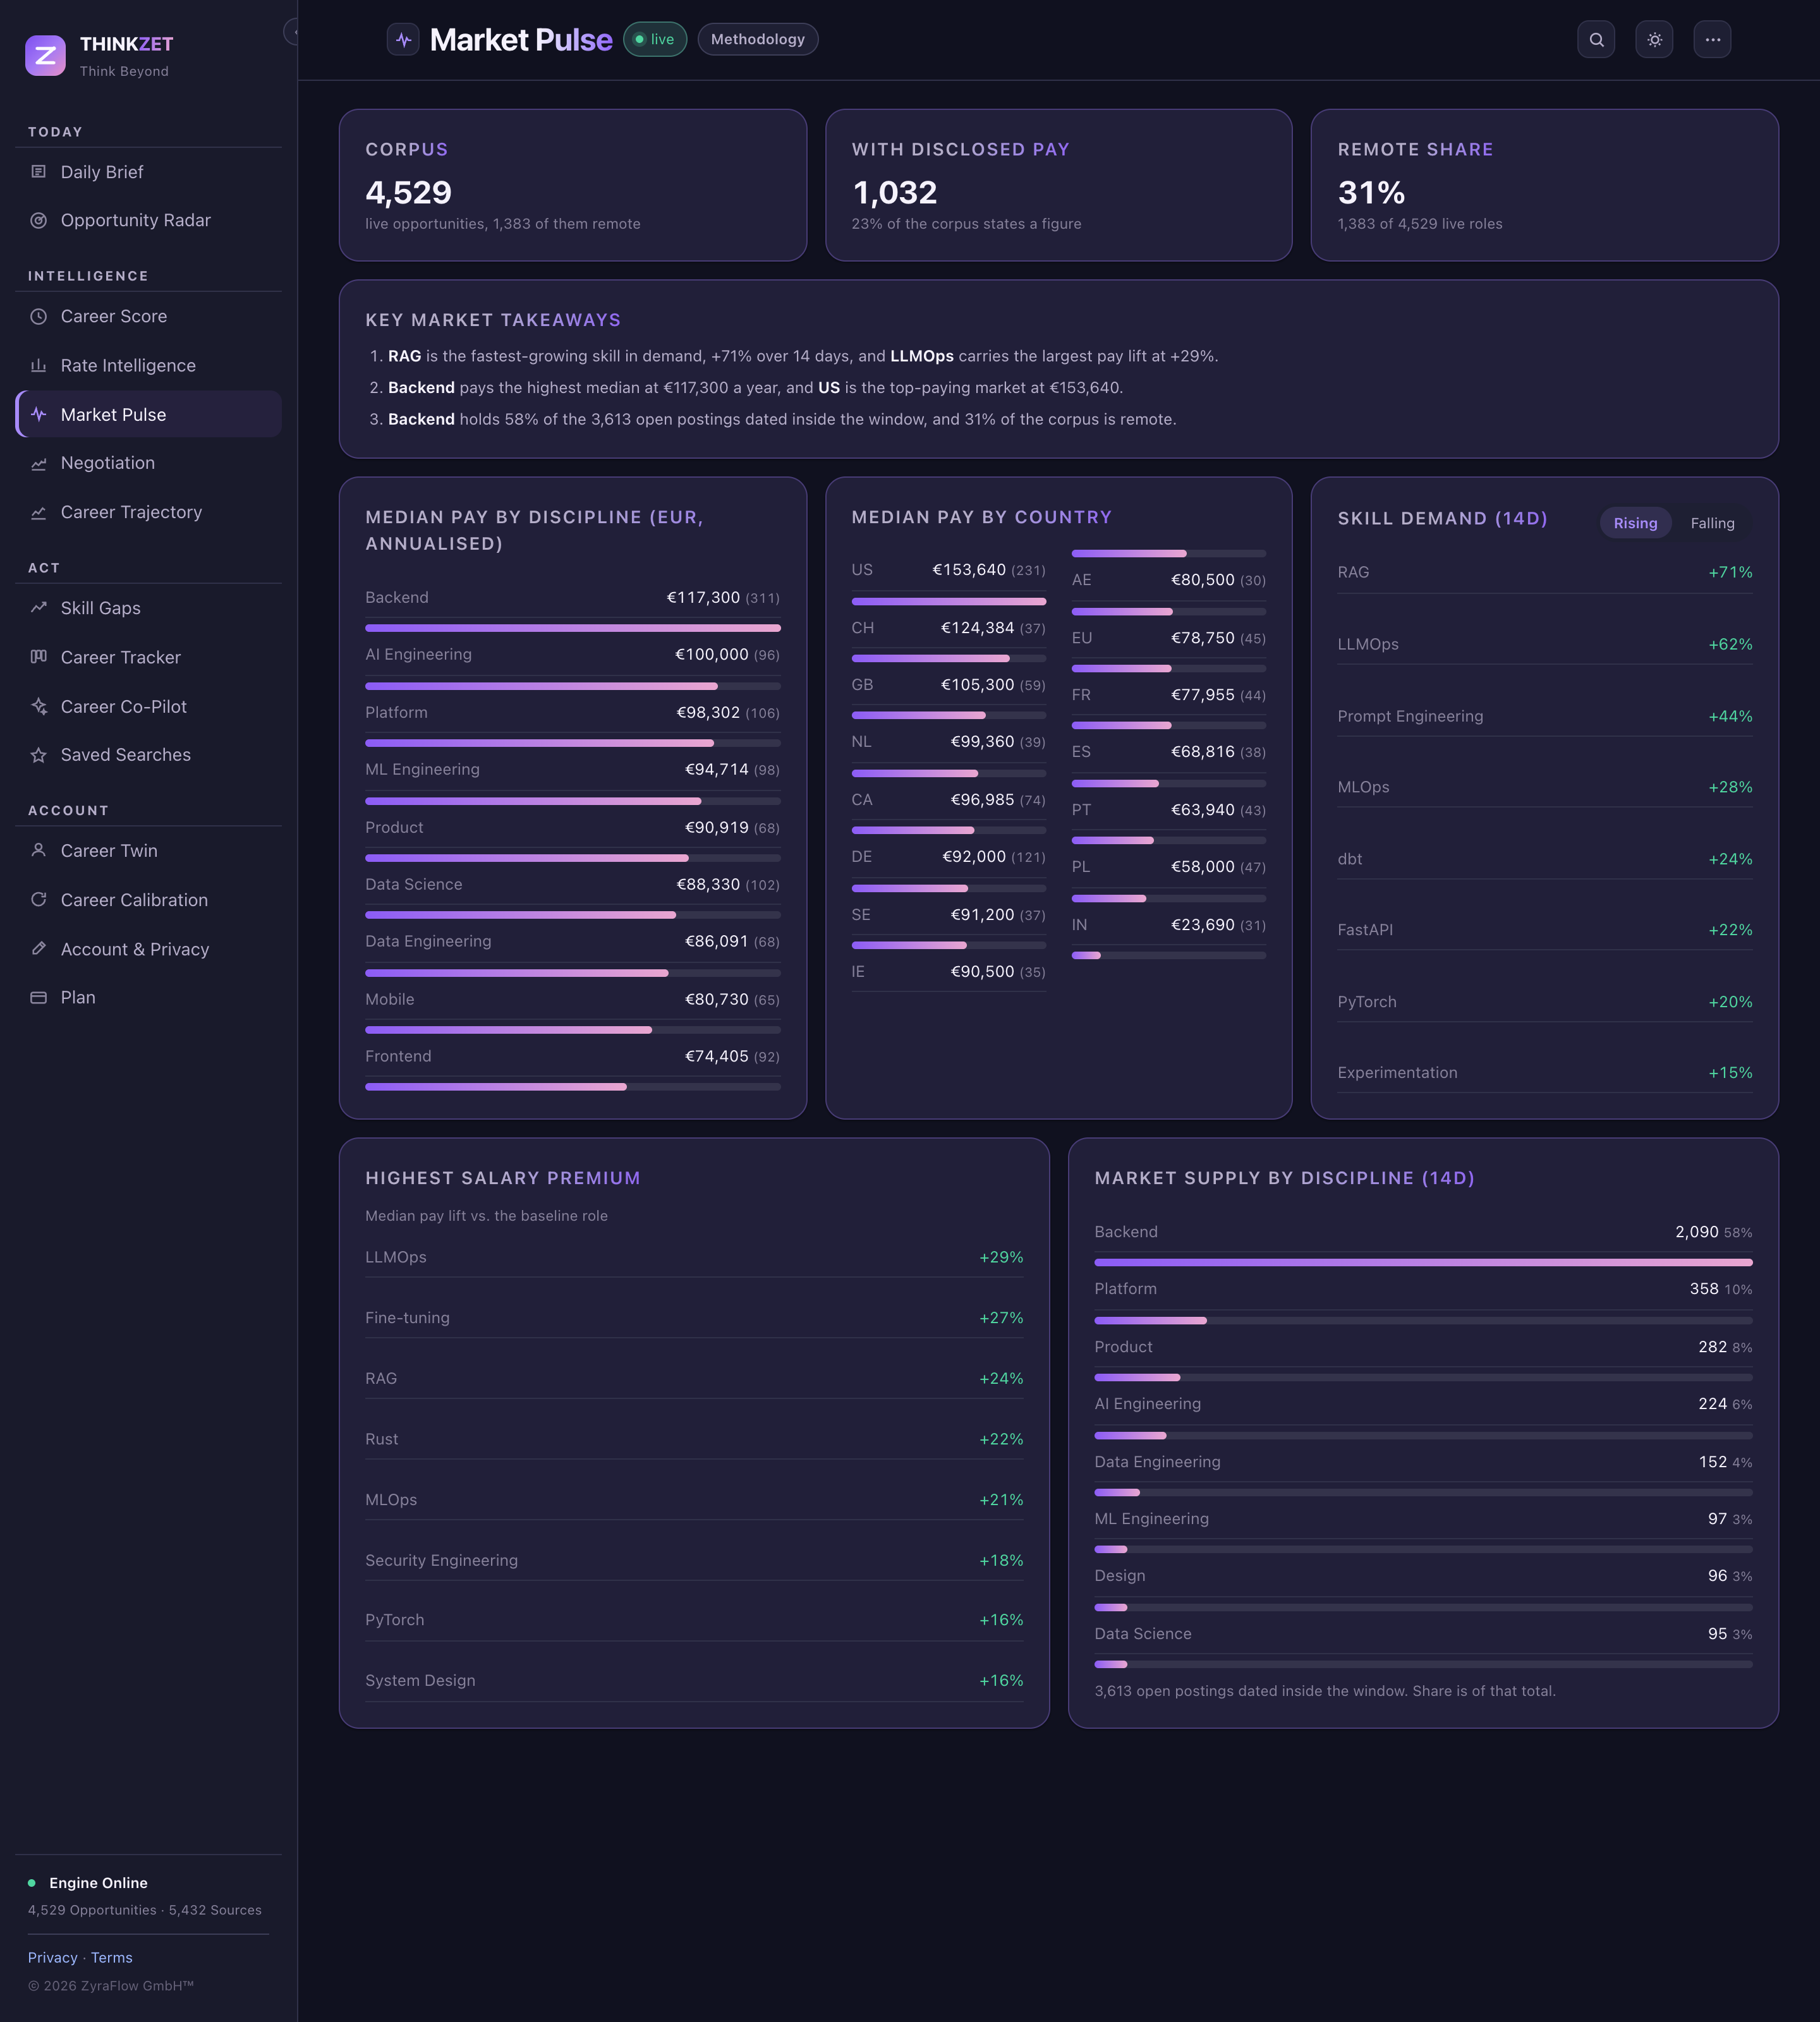 THINKZET
Think Beyond
TODAY
Daily Brief
Opportunity Radar
INTELLIGENCE
Career Score
Rate Intelligence
Market Pulse
Negotiation
Career Trajectory
ACT
Skill Gaps
Career Tracker
Career Co-Pilot
Saved Searches
ACCOUNT
Career Twin
Career Calibration
Account & Privacy
Plan
Engine Online
4,529 Opportunities · 5,432 Sources
Privacy · Terms
© 2026 ZyraFlow GmbH™
Market Pulse live Methodology
CORPUS
4,529
live opportunities, 1,383 of them remote
WITH DISCLOSED PAY
1,032
23% of the corpus states a figure
REMOTE SHARE
31%
1,383 of 4,529 live roles
KEY MARKET TAKEAWAYS
1. RAG is the fastest-growing skill in demand, +71% over 14 days, and LLMOps carries the largest pay lift at +29%.
2. Backend pays the highest median at €117,300 a year, and US is the top-paying market at €153,640.
3. Backend holds 58% of the 3,613 open postings dated inside the window, and 31% of the corpus is remote.
MEDIAN PAY BY DISCIPLINE (EUR,
ANNUALISED)
Backend €117,300 (311)
AI Engineering €100,000 (96)
Platform €98,302 (106)
ML Engineering €94,714 (98)
Product €90,919 (68)
Data Science €88,330 (102)
Data Engineering €86,091 (68)
Mobile €80,730 (65)
Frontend €74,405 (92)
MEDIAN PAY BY COUNTRY
US €153,640 (231)
CH €124,384 (37)
GB €105,300 (59)
NL €99,360 (39)
CA €96,985 (74)
DE €92,000 (121)
SE €91,200 (37)
IE €90,500 (35)
AE €80,500 (30)
EU €78,750 (45)
FR €77,955 (44)
ES €68,816 (38)
PT €63,940 (43)
PL €58,000 (47)
IN €23,690 (31)
SKILL DEMAND (14D) Rising Falling
RAG +71%
LLMOps +62%
Prompt Engineering +44%
MLOps +28%
dbt +24%
FastAPI +22%
PyTorch +20%
Experimentation +15%
HIGHEST SALARY PREMIUM
Median pay lift vs. the baseline role
LLMOps +29%
Fine-tuning +27%
RAG +24%
Rust +22%
MLOps +21%
Security Engineering +18%
PyTorch +16%
System Design +16%
MARKET SUPPLY BY DISCIPLINE (14D)
Backend 2,090 58%
Platform 358 10%
Product 282 8%
AI Engineering 224 6%
Data Engineering 152 4%
ML Engineering 97 3%
Design 96 3%
Data Science 95 3%
3,613 open postings dated inside the window. Share is of that total.